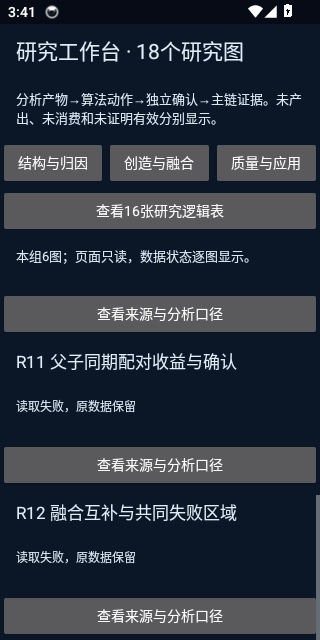 3:41
研究工作台 · 18个研究图
分析产物→算法动作→独立确认→主链证据。未产
出、未消费和未证明有效分别显示。
结构与归因 创造与融合 质量与应用
查看16张研究逻辑表
本组6图；页面只读，数据状态逐图显示。
查看来源与分析口径
R11 父子同期配对收益与确认
读取失败，原数据保留
查看来源与分析口径
R12 融合互补与共同失败区域
读取失败，原数据保留
查看来源与分析口径